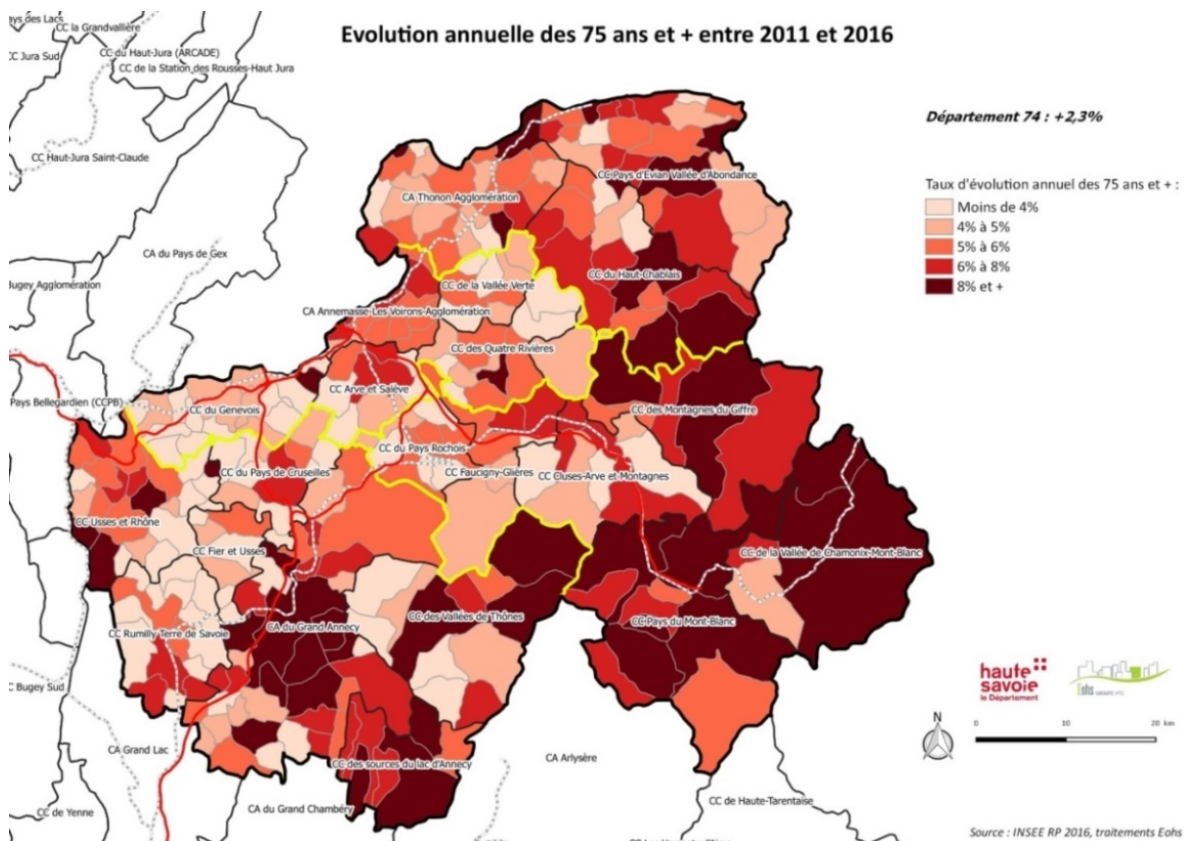 Evolution annuelle des 75 ans et + entre 2011 et 2016
Département 74 : +2,3%
Taux d'évolution annuel des 75 ans et + :
Moins de 4%
4% à 5%
5% à 6%
6% à 8%
8% et +
ays des Lacs
CC la Grandvallière
CC Jura Sud
CC du Haut-Jura (ARCADE)
CC de la Station des Rousses-Haut Jura
CC Haut-Jura Saint-Claude
CA du Pays de Gex
Bugey Agglomération
Pays Bellegardien (CCPB)
CC Pays d'Evian Vallée d'Abondance
CA Thonon Agglomération
CC du Haut-Chablais
CC de la Vallée Verte
CA Annemasse-Les Voirons-Agglomération
CC des Quatre Rivières
CC Arve et Salève
CC du Genevois
CC des Montagnes du Giffre
CC du Pays Rochois
CC du Pays de Cruseilles
CC Faucigny-Glières
CC Cluses-Arve et Montagnes
CC Usses et Rhône
CC Fier et Usses
CC de la Vallée de Chamonix-Mont-Blanc
CC des Vallées de Thônes
CC Pays du Mont-Blanc
CA du Grand Annecy
CC Rumilly Terre de Savoie
C Bugey Sud
CA Grand Lac
CC des sources du lac d'Annecy
CA Arlysère
CC de Yenne
CA du Grand Chambéry
CC de Haute-Tarentaise
haute
savoie
le Département
Eohs GROUPE
N
0 10 20 km
Source : INSEE RP 2016, traitements Eohs